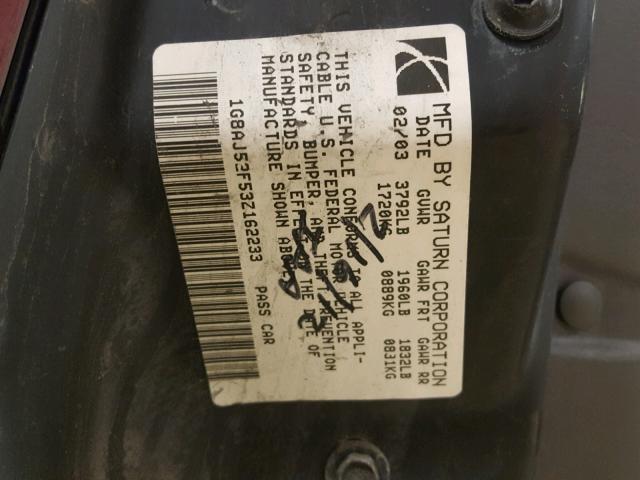 MFD BY SATURN CORPORATION
DATE GVWR GAWR FRT GAWR RR
02/03 3792LB 1960LB 1832LB
1720KG 0889KG 0831KG
THIS VEHICLE CONFORMS TO ALL APPLI-
CABLE U.S. FEDERAL MOTOR VEHICLE
SAFETY, BUMPER, AND THEFT PREVENTION
STANDARDS IN EFFECT ON THE DATE OF
MANUFACTURE SHOWN ABOVE
1G8AJ52F53Z162233 PASS CAR